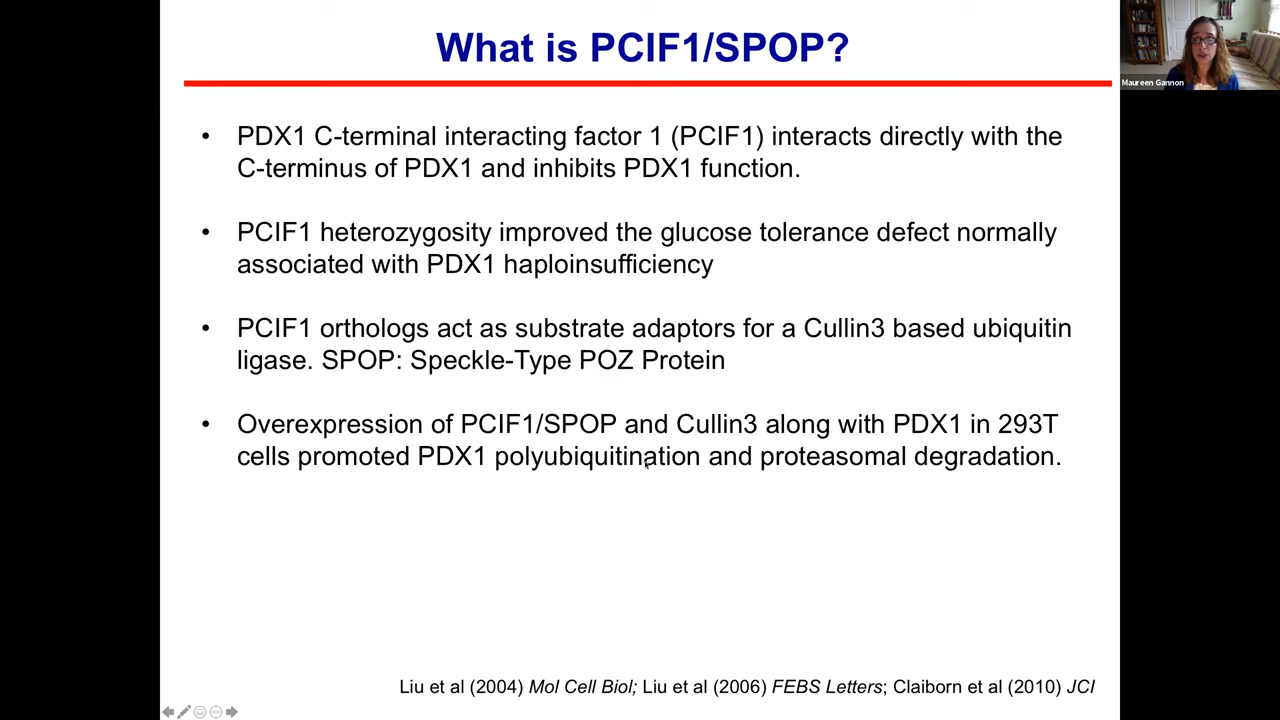 What is PCIF1/SPOP?
Maureen Gannon
• PDX1 C-terminal interacting factor 1 (PCIF1) interacts directly with the
C-terminus of PDX1 and inhibits PDX1 function.
• PCIF1 heterozygosity improved the glucose tolerance defect normally
associated with PDX1 haploinsufficiency
• PCIF1 orthologs act as substrate adaptors for a Cullin3 based ubiquitin
ligase. SPOP: Speckle-Type POZ Protein
• Overexpression of PCIF1/SPOP and Cullin3 along with PDX1 in 293T
cells promoted PDX1 polyubiquitination and proteasomal degradation.
Liu et al (2004) Mol Cell Biol; Liu et al (2006) FEBS Letters; Claiborn et al (2010) JCI